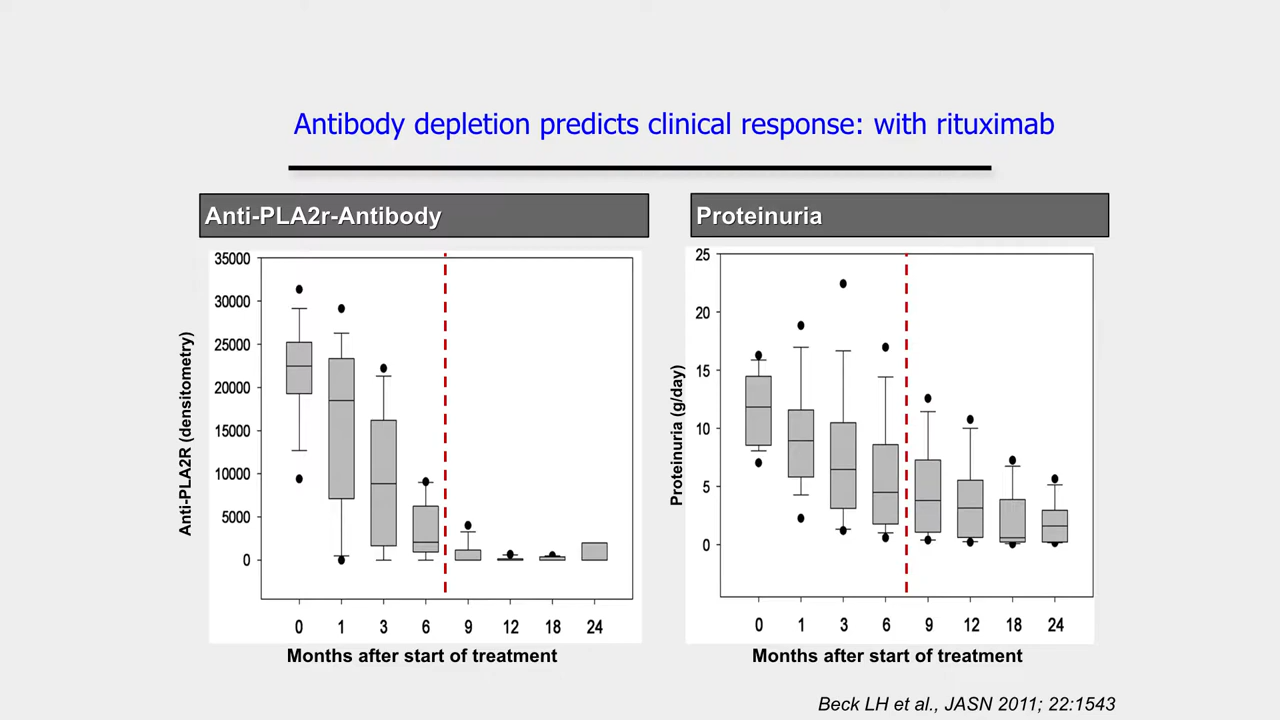 Antibody depletion predicts clinical response: with rituximab
Anti-PLA2r-Antibody
35000
30000
25000
20000
15000
10000
5000
0
Anti-PLA2R (densitometry)
0 1 3 6 9 12 18 24
Months after start of treatment
Proteinuria
25
20
15
10
5
0
Proteinuria (g/day)
0 1 3 6 9 12 18 24
Months after start of treatment
Beck LH et al., JASN 2011; 22:1543